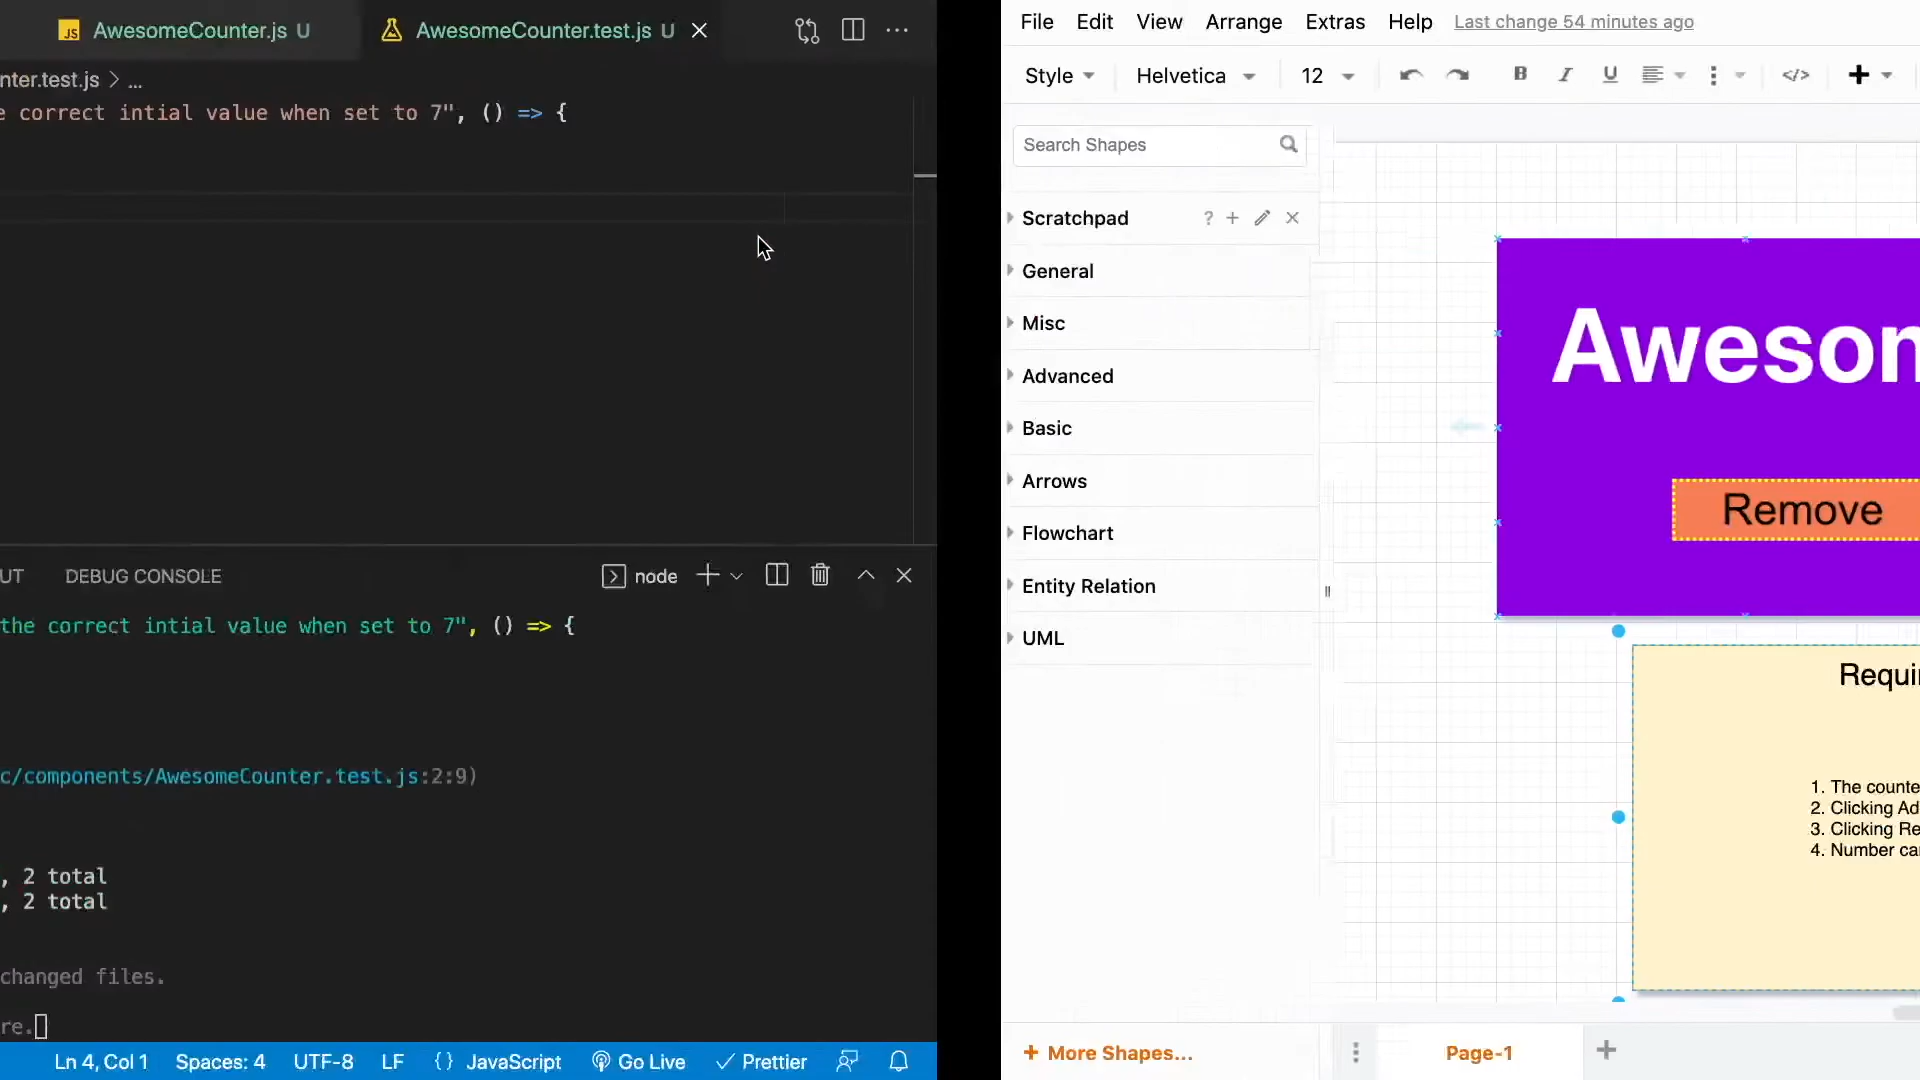 AwesomeCounter.js U
AwesomeCounter.test.js U
nter.test.js > ...
e correct intial value when set to 7", () => {
UT
DEBUG CONSOLE
node
the correct intial value when set to 7", () => {
c/components/AwesomeCounter.test.js:2:9)
, 2 total
, 2 total
changed files.
re.
Ln 4, Col 1
Spaces: 4
UTF-8
LF
{ }
JavaScript
Go Live
Prettier
File
Edit
View
Arrange
Extras
Help
Last change 54 minutes ago
Style
Helvetica
12
B
I
U
</>
Search Shapes
Scratchpad
?
General
Misc
Advanced
Basic
Arrows
Flowchart
Entity Relation
UML
+ More Shapes...
Page-1
Awesom
Remove
Requir
1. The counte
2. Clicking Ad
3. Clicking Re
4. Number ca